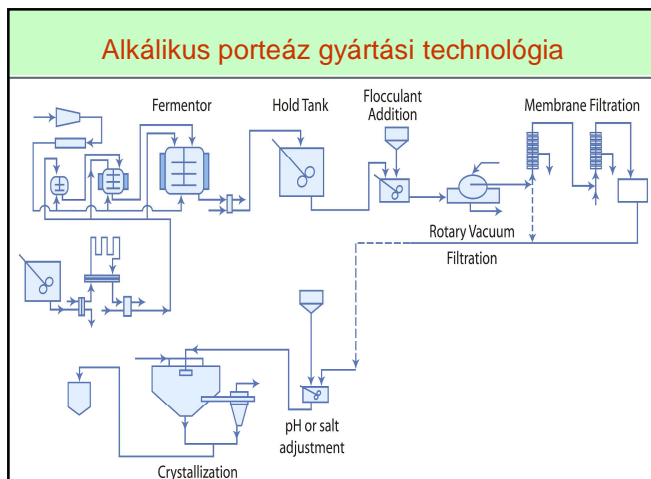 Alkálikus porteáz gyártási technológia
Fermentor
Hold Tank
Flocculant
Addition
Membrane Filtration
Rotary Vacuum
Filtration
pH or salt
adjustment
Crystallization